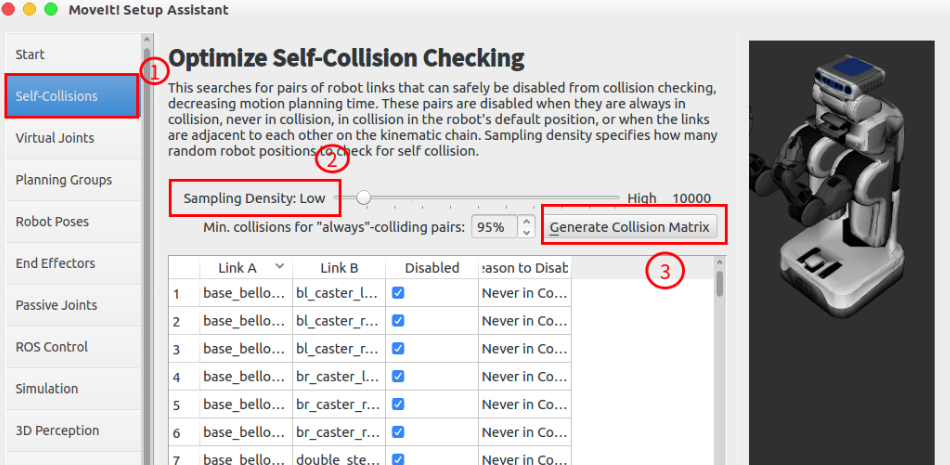 MoveIt! Setup Assistant
Start
Self-Collisions
Virtual Joints
Planning Groups
Robot Poses
End Effectors
Passive Joints
ROS Control
Simulation
3D Perception
1
Optimize Self-Collision Checking
This searches for pairs of robot links that can safely be disabled from collision checking,
decreasing motion planning time. These pairs are disabled when they are always in
collision, never in collision, in collision in the robot's default position, or when the links
are adjacent to each other on the kinematic chain. Sampling density specifies how many
random robot positions to check for self collision.
2
Sampling Density: Low High 10000
Min. collisions for "always"-colliding pairs: 95% Generate Collision Matrix
3
Link A Link B Disabled eason to Disab
1 base_bello... bl_caster_l... Never in Co...
2 base_bello... bl_caster_r... Never in Co...
3 base_bello... bl_caster_r... Never in Co...
4 base_bello... br_caster_l... Never in Co...
5 base_bello... br_caster_r... Never in Co...
6 base_bello... br_caster_r... Never in Co...
7 base_bello... double_ste... Never in Co...